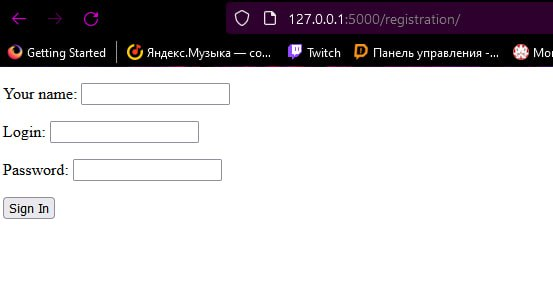 127.0.0.1:5000/registration/
Getting Started Яндекс.Музыка — со... Twitch Панель управления -... Mo
Your name:
Login:
Password:
Sign In